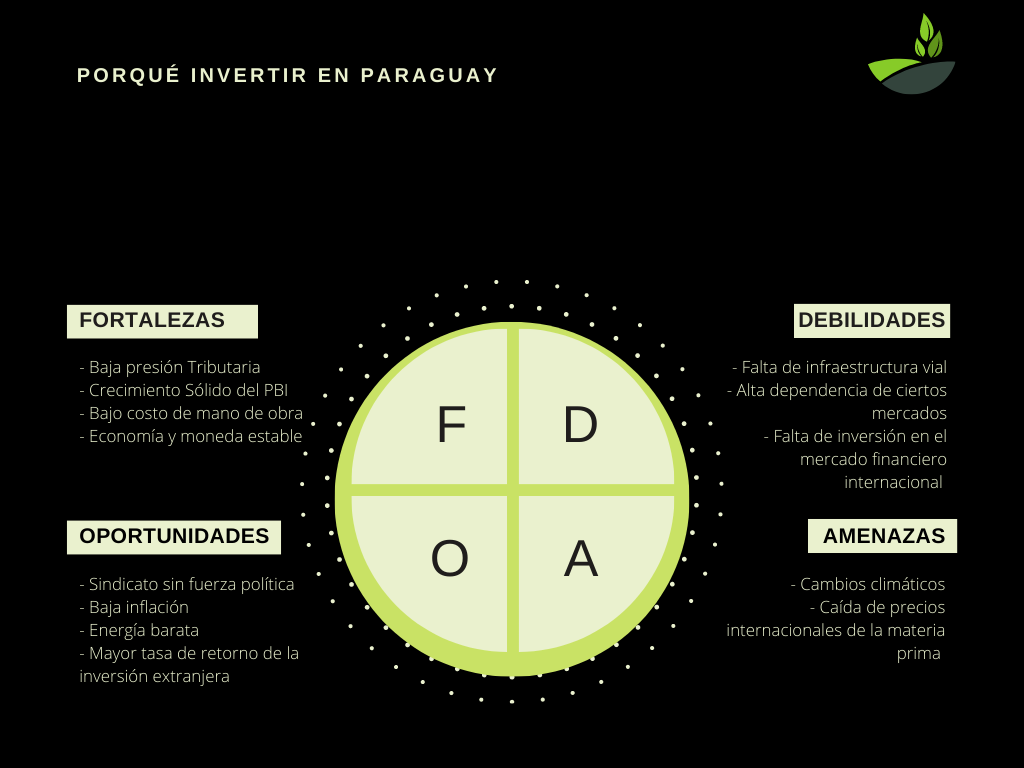 PORQUÉ INVERTIR EN PARAGUAY
FORTALEZAS
- Baja presión Tributaria
- Crecimiento Sólido del PBI
- Bajo costo de mano de obra
- Economía y moneda estable
DEBILIDADES
- Falta de infraestructura vial
- Alta dependencia de ciertos
mercados
- Falta de inversión en el
mercado financiero
internacional
F
D
O
A
OPORTUNIDADES
- Sindicato sin fuerza política
- Baja inflación
- Energía barata
- Mayor tasa de retorno de la
inversión extranjera
AMENAZAS
- Cambios climáticos
- Caída de precios
internacionales de la materia
prima